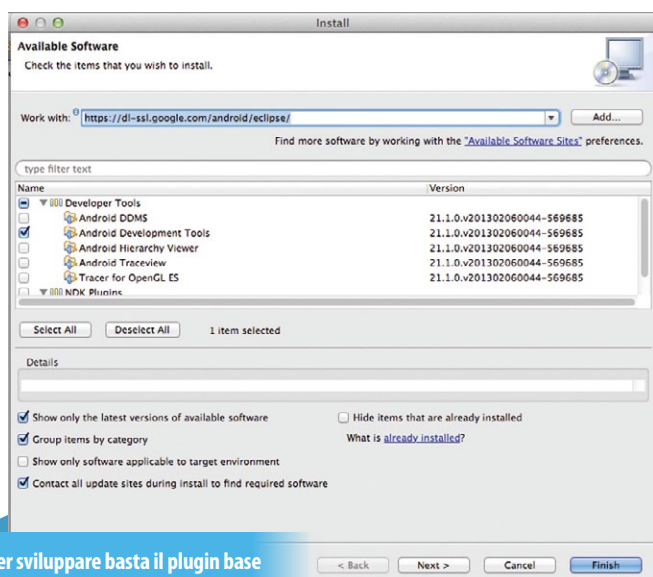 Install
Available Software
Check the items that you wish to install.
Work with: https://dl-ssl.google.com/android/eclipse/
Add...
Find more software by working with the "Available Software Sites" preferences.
type filter text
Name Version
Developer Tools
Android DDMS 21.1.0.v201302060044-569685
Android Development Tools 21.1.0.v201302060044-569685
Android Hierarchy Viewer 21.1.0.v201302060044-569685
Android Traceview 21.1.0.v201302060044-569685
Tracer for OpenGL ES 21.1.0.v201302060044-569685
NDK Plugins
Select All Deselect All 1 item selected
Details
Show only the latest versions of available software Hide items that are already installed
Group items by category What is already installed?
Show only software applicable to target environment
Contact all update sites during install to find required software
er sviluppare basta il plugin base
< Back Next > Cancel Finish